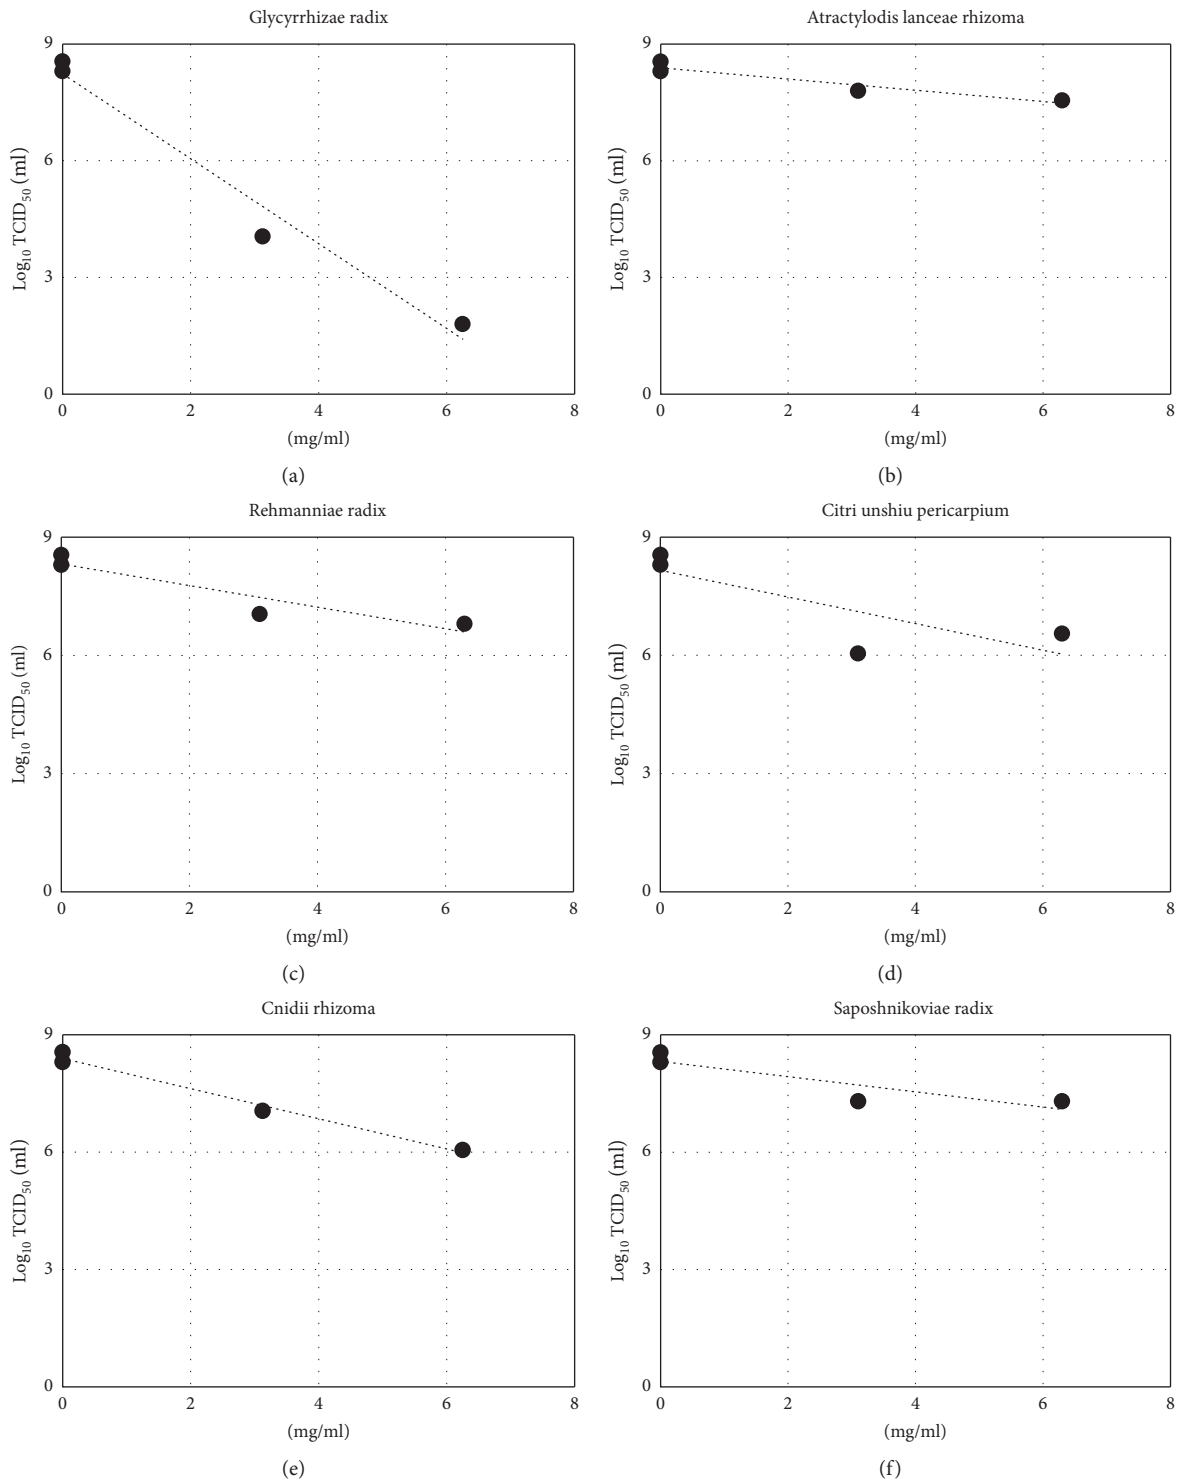 Glycyrrhizae radix
9
6
3
0
Log10 TCID50 (ml)
0 2 4 6 8
(mg/ml)
(a)
Atractylodis lanceae rhizoma
9
6
3
0
Log10 TCID50 (ml)
0 2 4 6 8
(mg/ml)
(b)
Rehmanniae radix
9
6
3
0
Log10 TCID50 (ml)
0 2 4 6 8
(mg/ml)
(c)
Citri unshiu pericarpium
9
6
3
0
Log10 TCID50 (ml)
0 2 4 6 8
(mg/ml)
(d)
Cnidii rhizoma
9
6
3
0
Log10 TCID50 (ml)
0 2 4 6 8
(mg/ml)
(e)
Saposhnikoviae radix
9
6
3
0
Log10 TCID50 (ml)
0 2 4 6 8
(mg/ml)
(f)